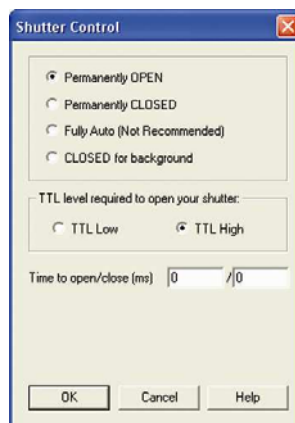 Shutter Control
Permanently OPEN
Permanently CLOSED
Fully Auto (Not Recommended)
CLOSED for background
TTL level required to open your shutter:
TTL Low TTL High
Time to open/close (ms) 0 / 0
OK Cancel Help